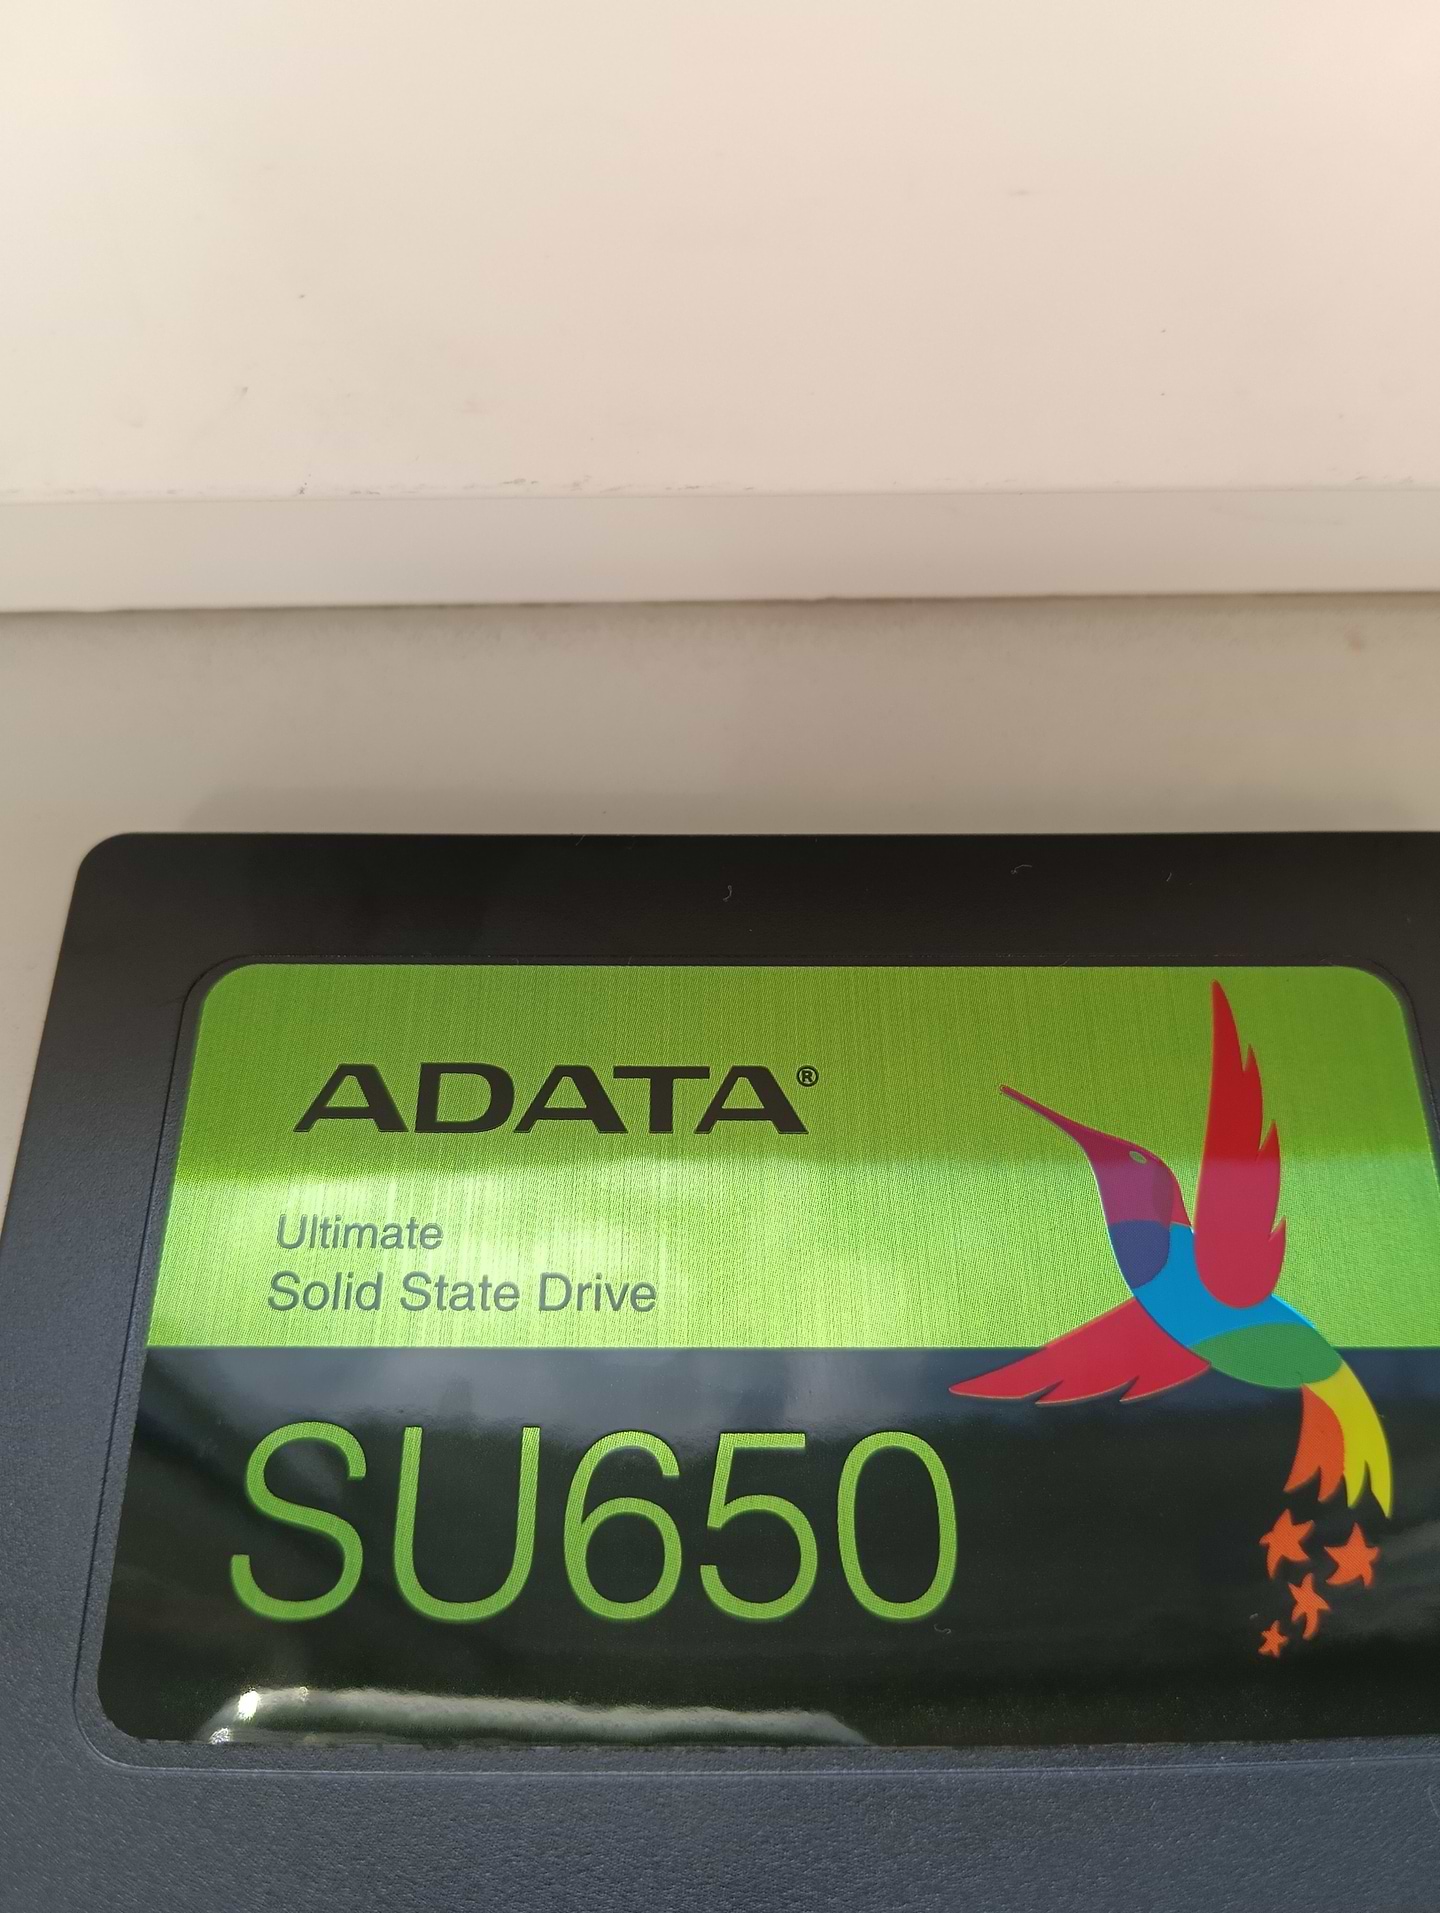 ADATA®
Ultimate
Solid State Drive
SU650